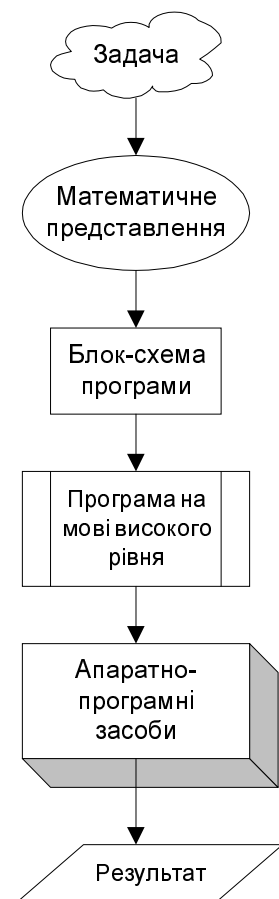 Задача
Математичне
представлення
Блок-схема
програми
Програма на
мові високого
рівня
Апаратно-
програмні
засоби
Результат